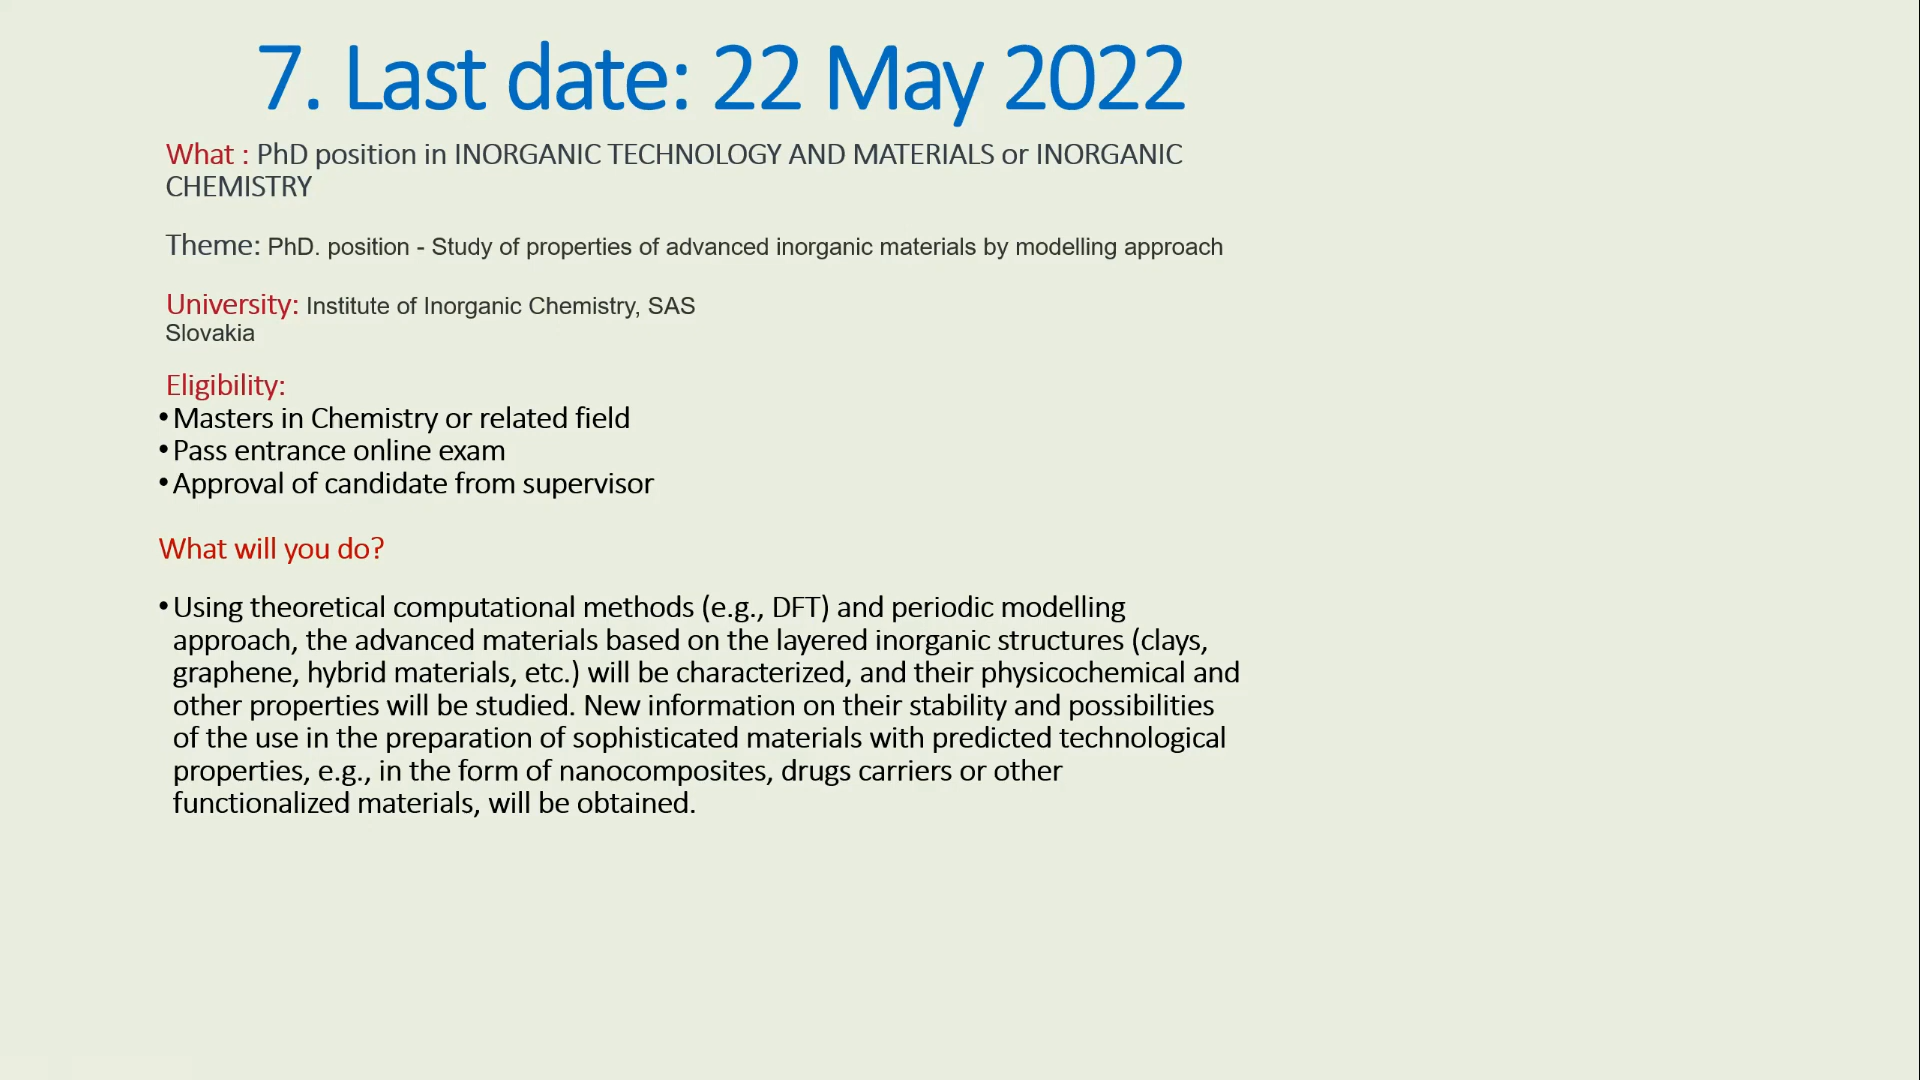 7. Last date: 22 May 2022
What : PhD position in INORGANIC TECHNOLOGY AND MATERIALS or INORGANIC
CHEMISTRY
Theme: PhD. position - Study of properties of advanced inorganic materials by modelling approach
University: Institute of Inorganic Chemistry, SAS
Slovakia
Eligibility:
•Masters in Chemistry or related field
•Pass entrance online exam
•Approval of candidate from supervisor
What will you do?
•Using theoretical computational methods (e.g., DFT) and periodic modelling
approach, the advanced materials based on the layered inorganic structures (clays,
graphene, hybrid materials, etc.) will be characterized, and their physicochemical and
other properties will be studied. New information on their stability and possibilities
of the use in the preparation of sophisticated materials with predicted technological
properties, e.g., in the form of nanocomposites, drugs carriers or other
functionalized materials, will be obtained.